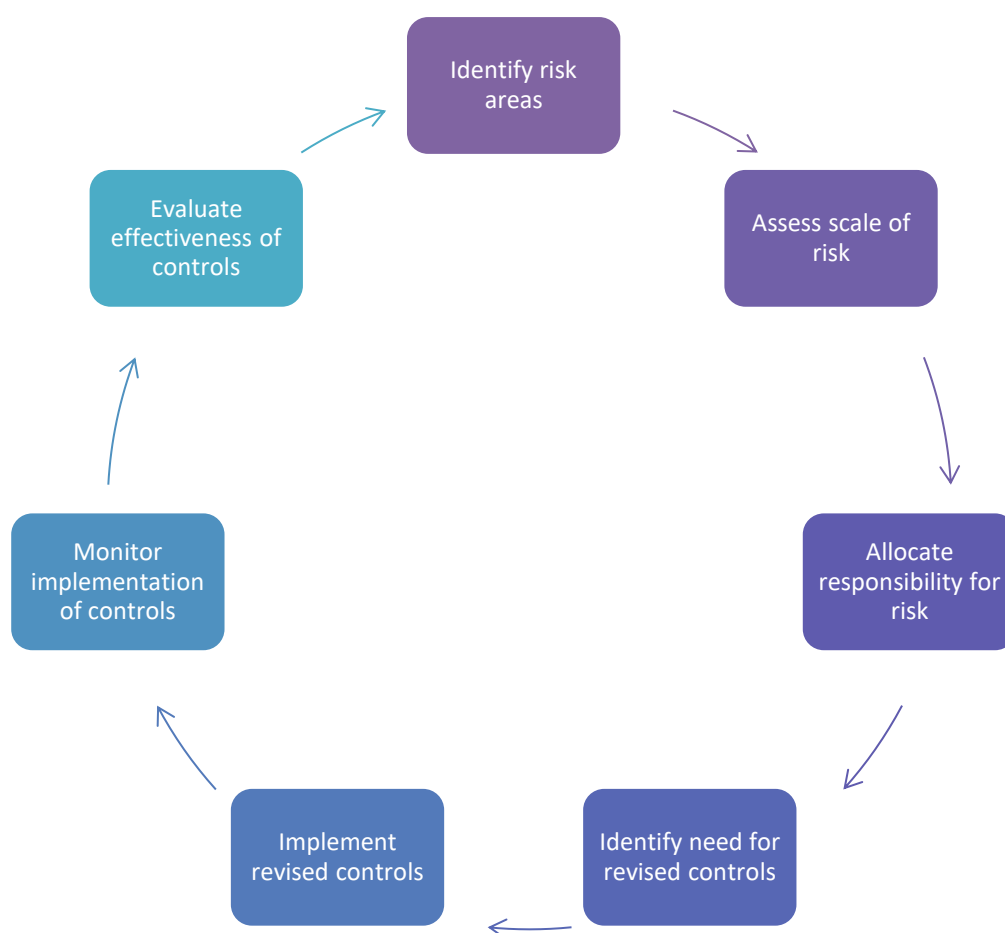 Identify risk
areas
Assess scale of
risk
Allocate
responsibility for
risk
Identify need for
revised controls
Implement
revised controls
Monitor
implementation
of controls
Evaluate
effectiveness of
controls